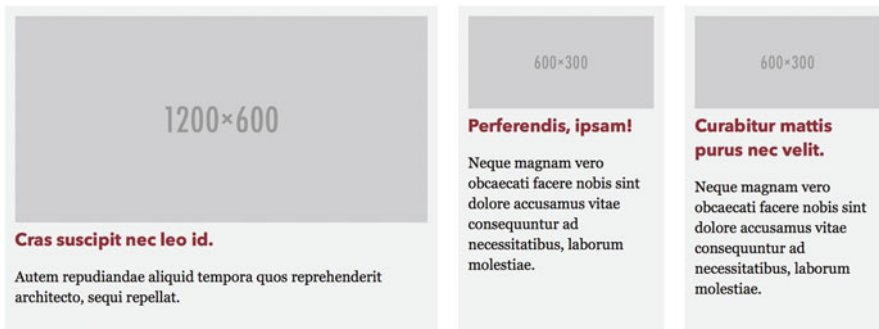 1200×600
Cras suscipit nec leo id.
Autem repudiandae aliquid tempora quos reprehenderit
architecto, sequi repellat.
600×300
Perferendis, ipsam!
Neque magnam vero
obcaecati facere nobis sint
dolore accusamus vitae
consequuntur ad
necessitatibus, laborum
molestiae.
600×300
Curabitur mattis
purus nec velit.
Neque magnam vero
obcaecati facere nobis sint
dolore accusamus vitae
consequuntur ad
necessitatibus, laborum
molestiae.